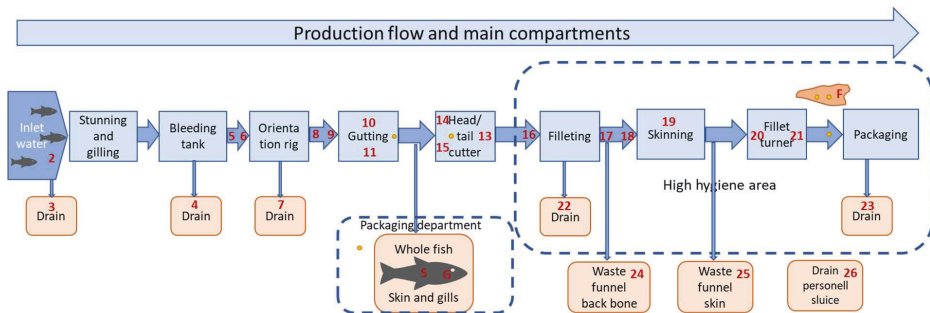 Production flow and main compartments
Inlet
water
2
Stunning and
gilling
Bleeding
tank
5 6
Orienta
tion rig
8 9
10
Gutting
11
14 Head/
tail 13
15 cutter
16
Filleting
17 18
19
Skinning
Fillet
20 21
turner
F
Packaging
High hygiene area
3
Drain
4
Drain
7
Drain
22
Drain
23
Drain
Packaging department
Whole fish
S G
Skin and gills
Waste 24
funnel
back bone
Waste 25
funnel
skin
Drain 26
personell
sluice